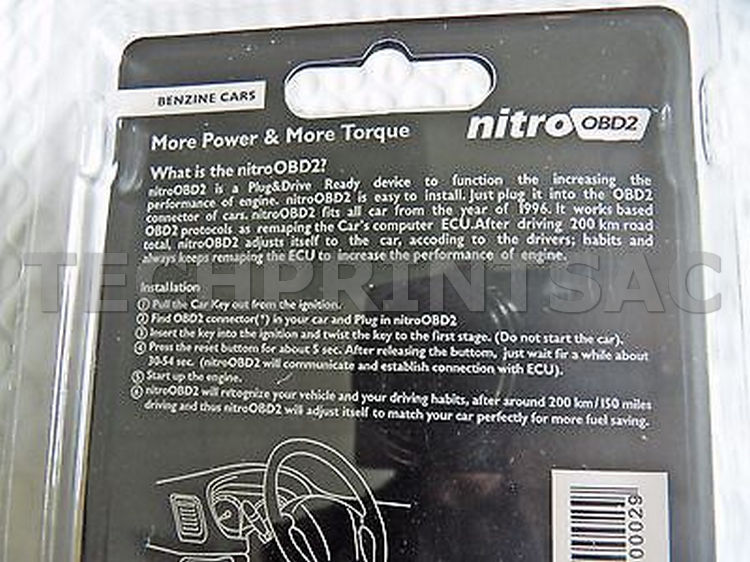 BENZINE CARS
nitro OBD2
More Power & More Torque
What is the nitroOBD2?
nitroOBD2 is a Plug&Drive Ready device to function the increasing the
performance of engine. nitroOBD2 is easy to install. Just plug it into the OBD2
connector of cars. nitroOBD2 fits all car from the year of 1996. It works based
OBD2 protocols as remaping the Car's computer ECU.After driving 200 km road
total, nitroOBD2 adjusts itself to the car, accoding to the drivers; habits and
always keeps remaping the ECU to increase the performance of engine.
TECHPRINTSAC
Installation
① Pull the Car Key out from the ignition.
② Find OBD2 connector(*) in your car and Plug in nitroOBD2
③ Insert the key into the ignition and twist the key to the first stage. (Do not start the car).
④ Press the reset buttom for about 5 sec. After releasing the buttom, just wait fir a while about
30-54 sec. (nitroOBD2 will communicate and establish connection with ECU).
⑤ Start up the engine.
⑥ nitroOBD2 will retognize your vehicle and your driving habits, after around 200 km/150 miles
driving and thus nitroOBD2 will adjust itself to match your car perfectly for more fuel saving.
00029